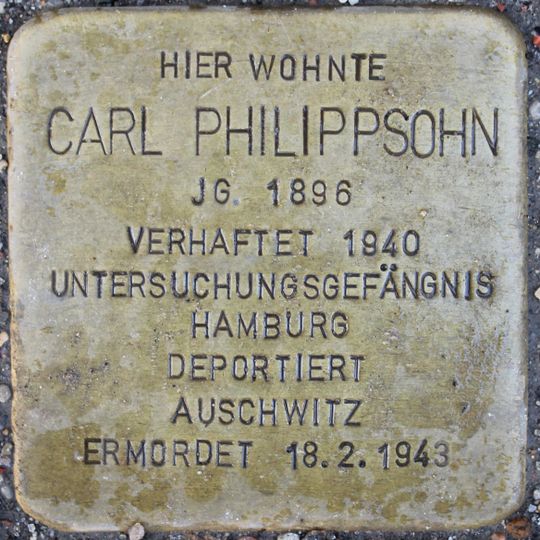 HIER WOHNTE
CARL PHILIPPSOHN
JG. 1896
VERHAFTET 1940
UNTERSUCHUNGSGEFÄNGNIS
HAMBURG
DEPORTIERT
AUSCHWITZ
ERMORDET 18.2.1943